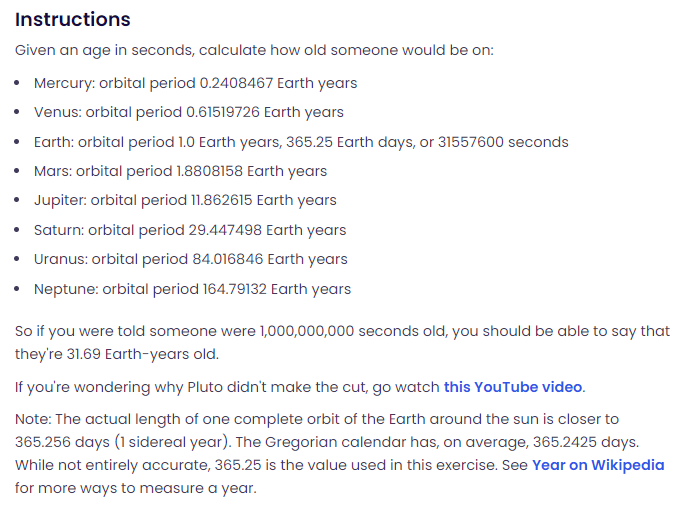 Instructions
Given an age in seconds, calculate how old someone would be on:
• Mercury: orbital period 0.2408467 Earth years
• Venus: orbital period 0.61519726 Earth years
• Earth: orbital period 1.0 Earth years, 365.25 Earth days, or 31557600 seconds
• Mars: orbital period 1.8808158 Earth years
• Jupiter: orbital period 11.862615 Earth years
• Saturn: orbital period 29.447498 Earth years
• Uranus: orbital period 84.016846 Earth years
• Neptune: orbital period 164.79132 Earth years
So if you were told someone were 1,000,000,000 seconds old, you should be able to say that
they're 31.69 Earth-years old.
If you're wondering why Pluto didn't make the cut, go watch this YouTube video.
Note: The actual length of one complete orbit of the Earth around the sun is closer to
365.256 days (1 sidereal year). The Gregorian calendar has, on average, 365.2425 days.
While not entirely accurate, 365.25 is the value used in this exercise. See Year on Wikipedia
for more ways to measure a year.